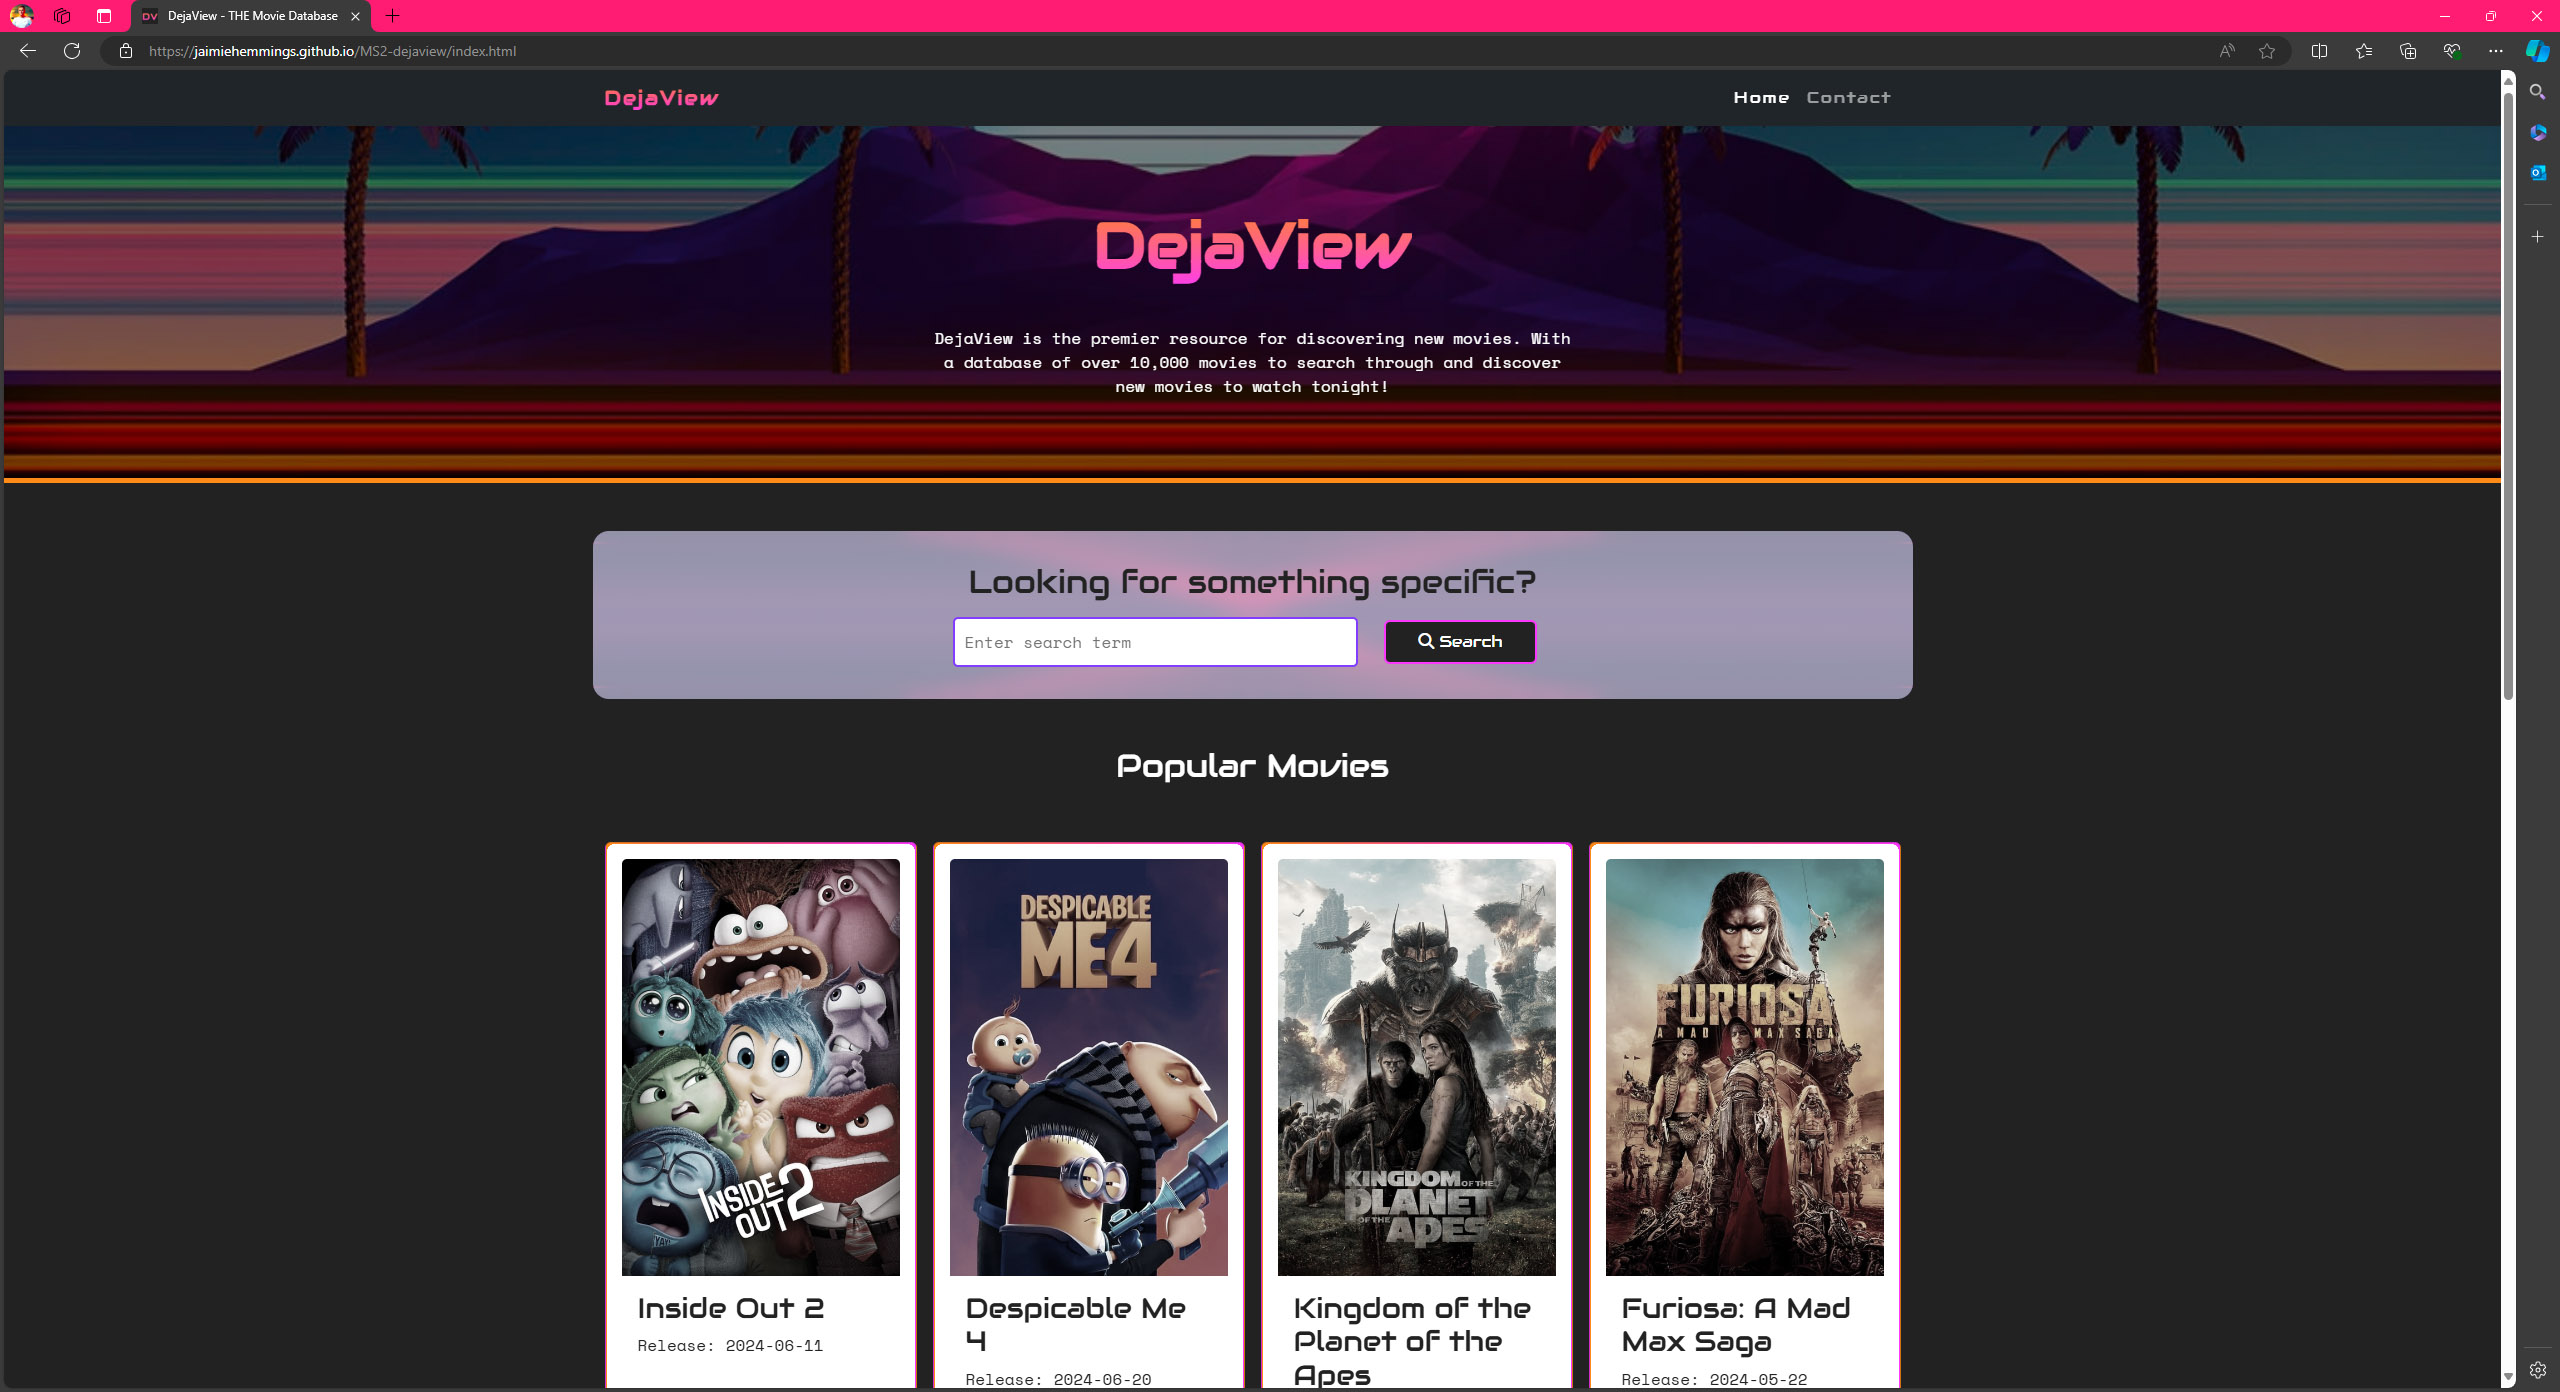 DV DejaView - THE Movie Database
https://jaimiehemmings.github.io/MS2-dejaview/index.html
DejaView
Home Contact
DejaView
DejaView is the premier resource for discovering new movies. With
a database of over 10,000 movies to search through and discover
new movies to watch tonight!
Looking for something specific?
Enter search term
Search
Popular Movies
INSIDE
OUT 2
YAY!
DESPICABLE
ME4
KINGDOM OF THE
PLANET
OF THE APES
FURIOSA
A MAD MAX SAGA
Inside Out 2
Release: 2024-06-11
Despicable Me
4
Release: 2024-06-20
Kingdom of the
Planet of the
Apes
Furiosa: A Mad
Max Saga
Release: 2024-05-22